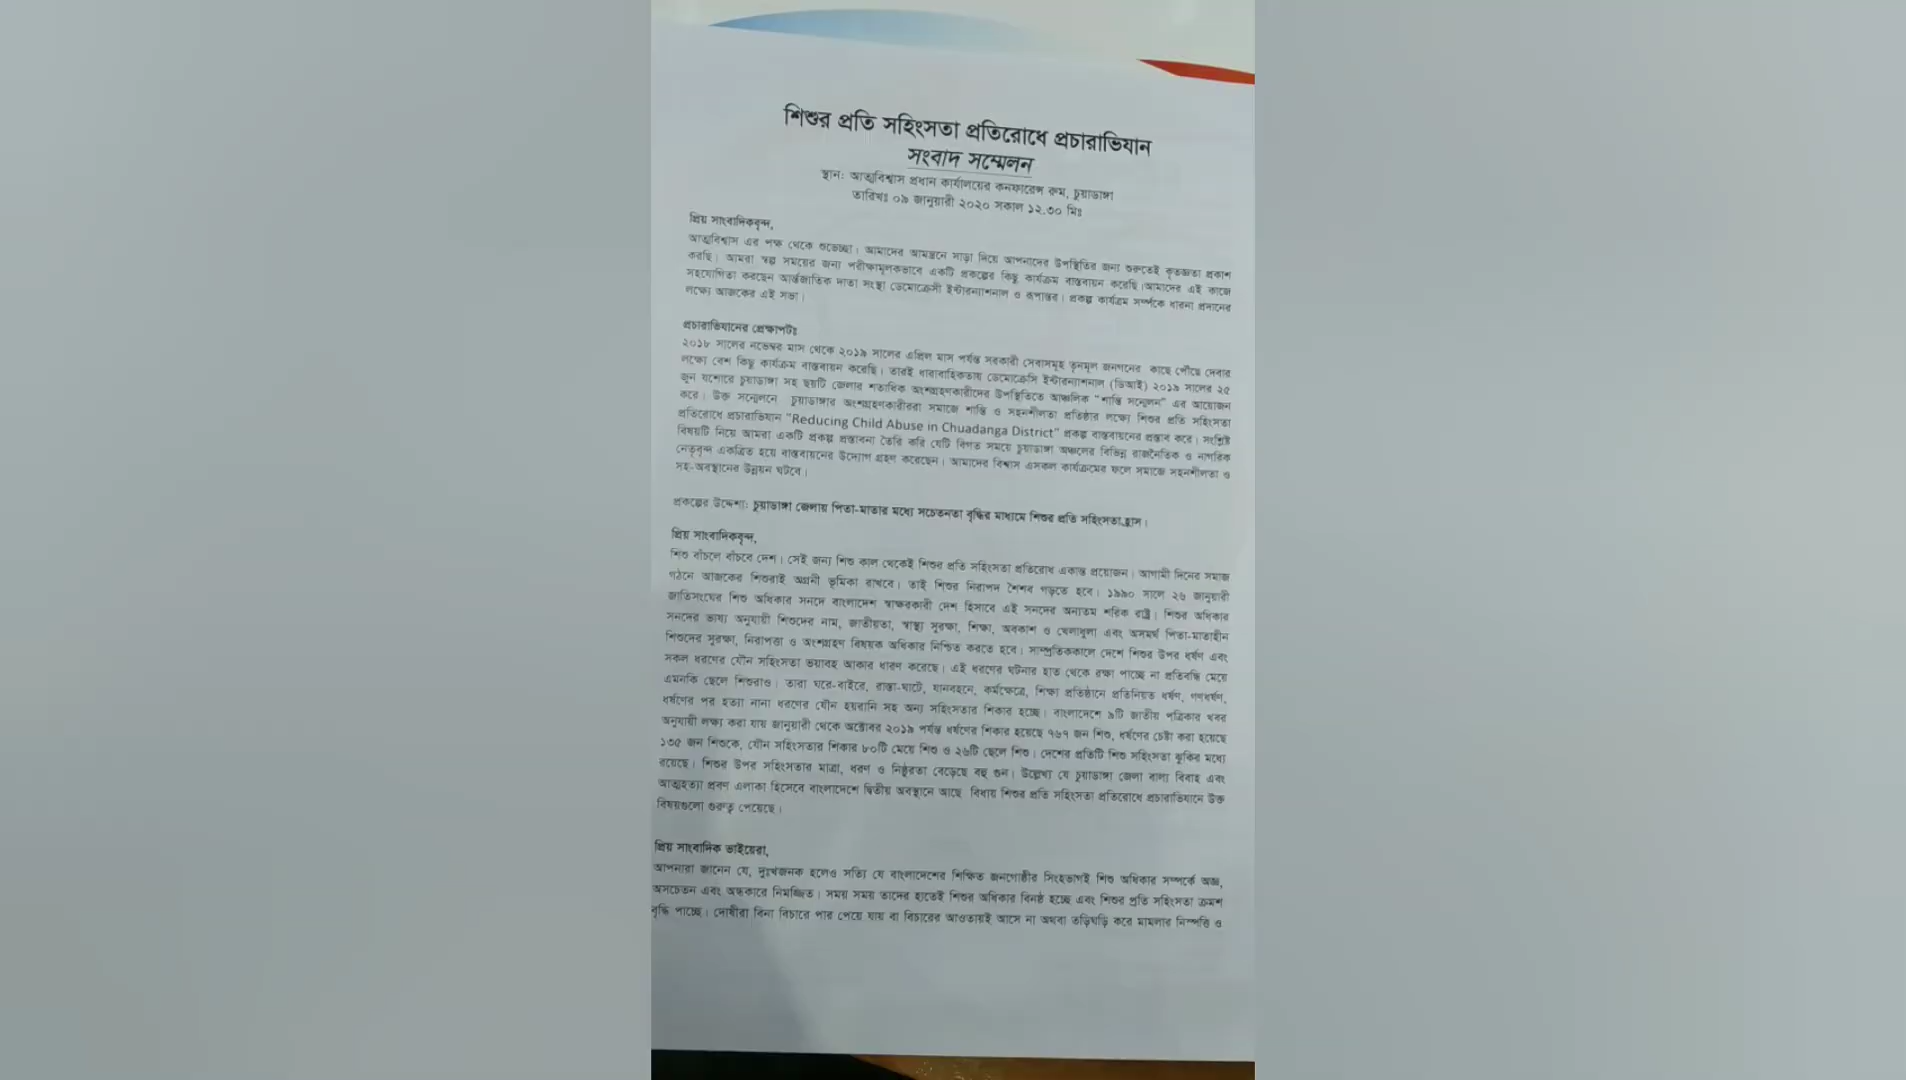 শিশুর প্রতি সহিংসতা প্রতিরোধে প্রচারাভিযান
সংবাদ সম্মেলন
স্থান: আত্মবিশ্বাস প্রধান কার্যালয়ের কনফারেন্স রুম, চুয়াডাঙ্গা
তারিখঃ ০৯ জানুয়ারী ২০২০ সকাল ১২.৩০ মিঃ
প্রিয় সাংবাদিকবৃন্দ,
আত্মবিশ্বাস এর পক্ষ থেকে শুভেচ্ছা। আমাদের আমন্ত্রনে সাড়া দিয়ে আপনাদের উপস্থিতির জন্য শুরুতেই কৃতজ্ঞতা প্রকাশ
করছি। আমরা স্বল্প সময়ের জন্য পরীক্ষামূলকভাবে একটি প্রকল্পের কিছু কার্যক্রম বাস্তবায়ন করেছি।আমাদের এই কাজে
সহযোগিতা করছেন আর্ন্তজাতিক দাতা সংস্থা ডেমোক্রেসী ইন্টারন্যাশনাল ও রূপান্তর। প্রকল্প কার্যক্রম সর্ম্পকে ধারনা প্রদানের
লক্ষ্যে আজকের এই সভা।
প্রচারাভিযানের প্রেক্ষাপটঃ
২০১৮ সালের নভেম্বর মাস থেকে ২০১৯ সালের এপ্রিল মাস পর্যন্ত সরকারী সেবাসমূহ তৃনমূল জনগনের কাছে পৌঁছে দেবার
লক্ষ্যে বেশ কিছু কার্যক্রম বাস্তবায়ন করেছি। তারই ধারাবাহিকতায় ডেমোক্রেসি ইন্টারন্যাশনাল (ডিআই) ২০১৯ সালের ২৫
জুন যশোরে চুয়াডাঙ্গা সহ ছয়টি জেলার শতাধিক অংশগ্রহণকারীদের উপস্থিতিতে আঞ্চলিক “শান্তি সম্মেলন” এর আয়োজন
করে। উক্ত সম্মেলনে চুয়াডাঙ্গার অংশগ্রহণকারীররা সমাজে শান্তি ও সহনশীলতা প্রতিষ্ঠার লক্ষ্যে শিশুর প্রতি সহিংসতা
প্রতিরোধে প্রচারাভিযান “Reducing Child Abuse in Chuadanga District” প্রকল্প বাস্তবায়নের প্রস্তাব করে। সংশ্লিষ্ট
বিষয়টি নিয়ে আমরা একটি প্রকল্প প্রস্তাবনা তৈরি করি যেটি বিগত সময়ে চুয়াডাঙ্গা অঞ্চলের বিভিন্ন রাজনৈতিক ও নাগরিক
নেতৃবৃন্দ একত্রিত হয়ে বাস্তবায়নের উদ্যোগ গ্রহণ করেছেন। আমাদের বিশ্বাস এসকল কার্যক্রমের ফলে সমাজে সহনশীলতা ও
সহ-অবস্থানের উন্নয়ন ঘটবে।
প্রকল্পের উদ্দেশ্য: চুয়াডাঙ্গা জেলায় পিতা-মাতার মধ্যে সচেতনতা বৃদ্ধির মাধ্যমে শিশুর প্রতি সহিংসতা হ্রাস।
প্রিয় সাংবাদিকবৃন্দ,
শিশু বাঁচলে বাঁচবে দেশ। সেই জন্য শিশু কাল থেকেই শিশুর প্রতি সহিংসতা প্রতিরোধ একান্ত প্রয়োজন। আগামী দিনের সমাজ
গঠনে আজকের শিশুরাই অগ্রনী ভূমিকা রাখবে। তাই শিশুর নিরাপদ শৈশব গড়তে হবে। ১৯৯০ সালে ২৬ জানুয়ারী
জাতিসংঘের শিশু অধিকার সনদে বাংলাদেশ স্বাক্ষরকারী দেশ হিসাবে এই সনদের অন্যতম শরিক রাষ্ট্র। শিশুর অধিকার
সনদের ভাষ্য অনুযায়ী শিশুদের নাম, জাতীয়তা, স্বাস্থ্য সুরক্ষা, শিক্ষা, অবকাশ ও খেলাধুলা এবং অসমর্থ পিতা-মাতাহীন
শিশুদের সুরক্ষা, নিরাপত্তা ও অংশগ্রহণ বিষয়ক অধিকার নিশ্চিত করতে হবে। সাম্প্রতিককালে দেশে শিশুর উপর ধর্ষণ এবং
সকল ধরণের যৌন সহিংসতা ভয়াবহ আকার ধারণ করেছে। এই ধরণের ঘটনার হাত থেকে রক্ষা পাচ্ছে না প্রতিবন্ধি মেয়ে
এমনকি ছেলে শিশুরাও। তারা ঘরে-বাইরে, রাস্তা-ঘাটে, যানবহনে, কর্মক্ষেত্রে, শিক্ষা প্রতিষ্ঠানে প্রতিনিয়ত ধর্ষণ, গণধর্ষণ,
ধর্ষণের পর হত্যা নানা ধরণের যৌন হয়রানি সহ অন্য সহিংসতার শিকার হচ্ছে। বাংলাদেশে ৯টি জাতীয় পত্রিকার খবর
অনুযায়ী লক্ষ্য করা যায় জানুয়ারী থেকে অক্টোবর ২০১৯ পর্যন্ত ধর্ষণের শিকার হয়েছে ৭৬৭ জন শিশু, ধর্ষণের চেষ্টা করা হয়েছে
১৩৫ জন শিশুকে, যৌন সহিংসতার শিকার ৮০টি মেয়ে শিশু ও ২৬টি ছেলে শিশু। দেশের প্রতিটি শিশু সহিংসতা ঝুকির মধ্যে
রয়েছে। শিশুর উপর সহিংসতার মাত্রা, ধরণ ও নিষ্ঠুরতা বেড়েছে বহু গুন। উল্লেখ্য যে চুয়াডাঙ্গা জেলা বাল্য বিবাহ এবং
আত্মহত্যা প্রবণ এলাকা হিসেবে বাংলাদেশে দ্বিতীয় অবস্থানে আছে বিধায় শিশুর প্রতি সহিংসতা প্রতিরোধে প্রচারাভিযানে উক্ত
বিষয়গুলো গুরুত্ব পেয়েছে।
প্রিয় সাংবাদিক ভাইয়েরা,
আপনারা জানেন যে, দুঃখজনক হলেও সত্যি যে বাংলাদেশের শিক্ষিত জনগোষ্ঠীর সিংহভাগই শিশু অধিকার সম্পর্কে অজ্ঞ,
অসচেতন এবং অন্ধকারে নিমজ্জিত। সময় সময় তাদের হাতেই শিশুর অধিকার বিনষ্ঠ হচ্ছে এবং শিশুর প্রতি সহিংসতা ক্রমশ
বৃদ্ধি পাচ্ছে। দোষীরা বিনা বিচারে পার পেয়ে যায় বা বিচারের আওতায়ই আসে না অথবা তড়িঘড়ি করে মামলার নিস্পত্তি ও